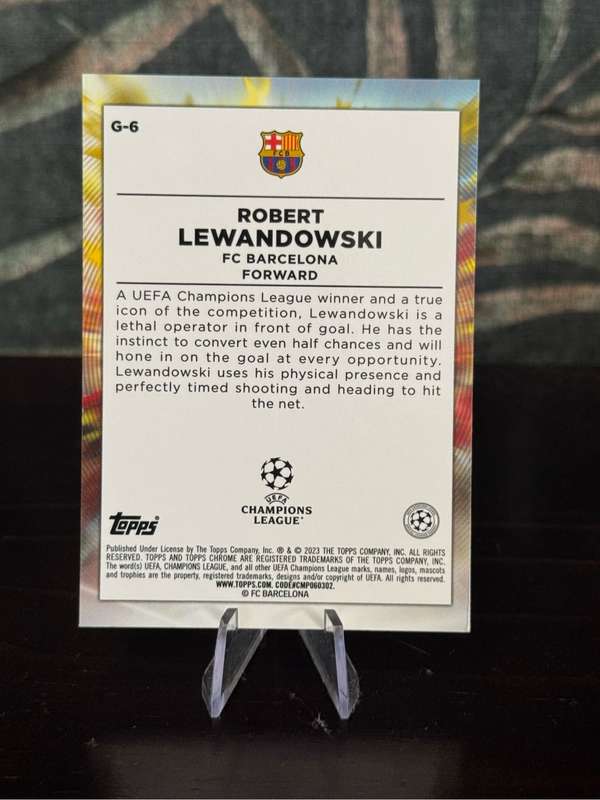 G-6
FCB
ROBERT
LEWANDOWSKI
FC BARCELONA
FORWARD
A UEFA Champions League winner and a true
icon of the competition, Lewandowski is a
lethal operator in front of goal. He has the
instinct to convert even half chances and will
hone in on the goal at every opportunity.
Lewandowski uses his physical presence and
perfectly timed shooting and heading to hit
the net.
UEFA
CHAMPIONS
LEAGUE®
topps
Published Under License by The Topps Company, Inc. ® & © 2023 THE TOPPS COMPANY, INC. ALL RIGHTS
RESERVED. TOPPS AND TOPPS CHROME ARE REGISTERED TRADEMARKS OF THE TOPPS COMPANY, INC.
The word(s) UEFA, CHAMPIONS LEAGUE, and all other UEFA Champions League marks, names, logos, mascots
and trophies are the property, registered trademarks, designs and/or copyright of UEFA. All rights reserved.
WWW.TOPPS.COM. CODE#CMP060302.
© FC BARCELONA